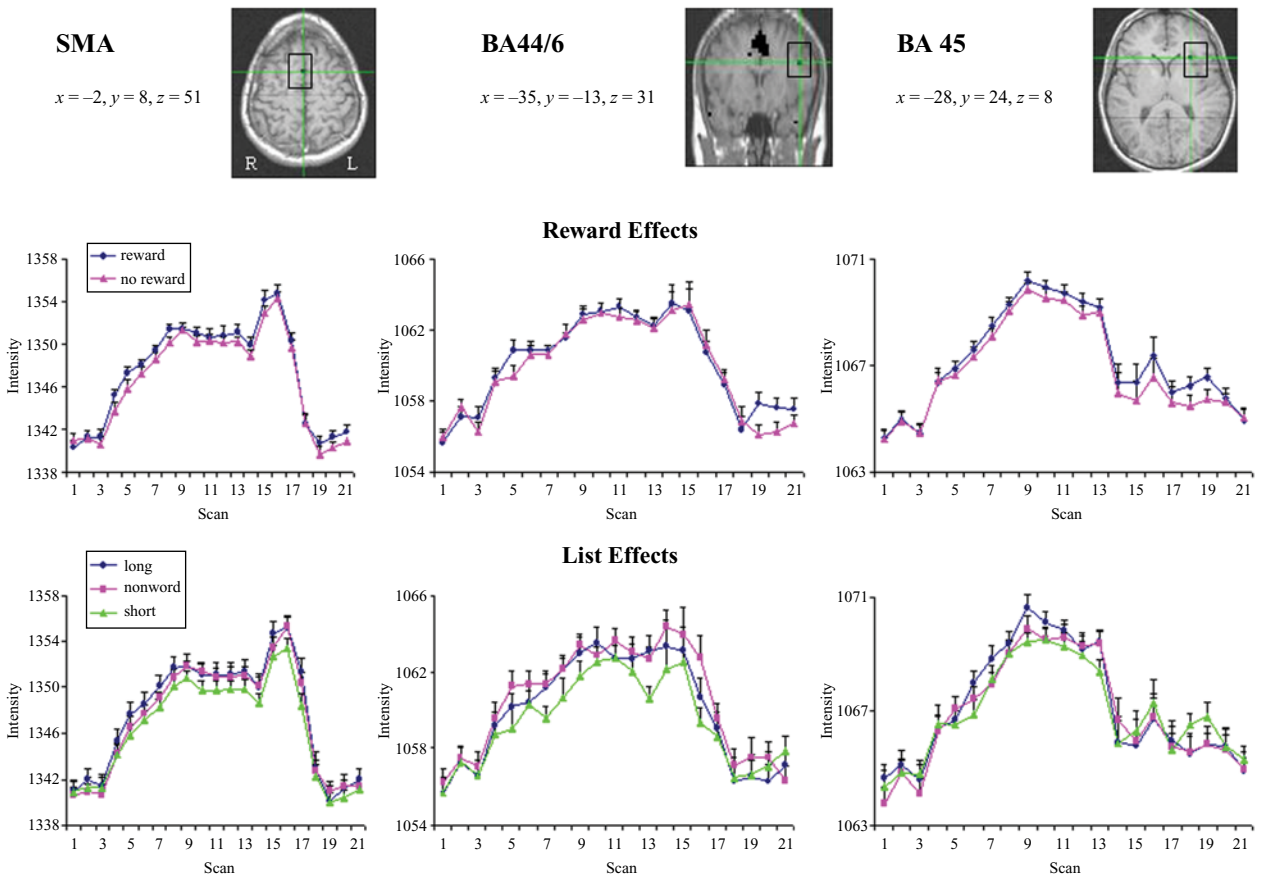 SMA
x = –2, y = 8, z = 51
R L
BA44/6
x = –35, y = –13, z = 31
BA 45
x = –28, y = 24, z = 8
Reward Effects
reward
no reward
1358
1354
1350
1346
1342
1338
Intensity
1 3 5 7 9 11 13 15 17 19 21
Scan
1066
1062
1058
1054
Intensity
1 3 5 7 9 11 13 15 17 19 21
Scan
1071
1067
1063
Intensity
1 3 5 7 9 11 13 15 17 19 21
Scan
List Effects
long
nonword
short
1358
1354
1350
1346
1342
1338
Intensity
1 3 5 7 9 11 13 15 17 19 21
Scan
1066
1062
1058
1054
Intensity
1 3 5 7 9 11 13 15 17 19 21
Scan
1071
1067
1063
Intensity
1 3 5 7 9 11 13 15 17 19 21
Scan